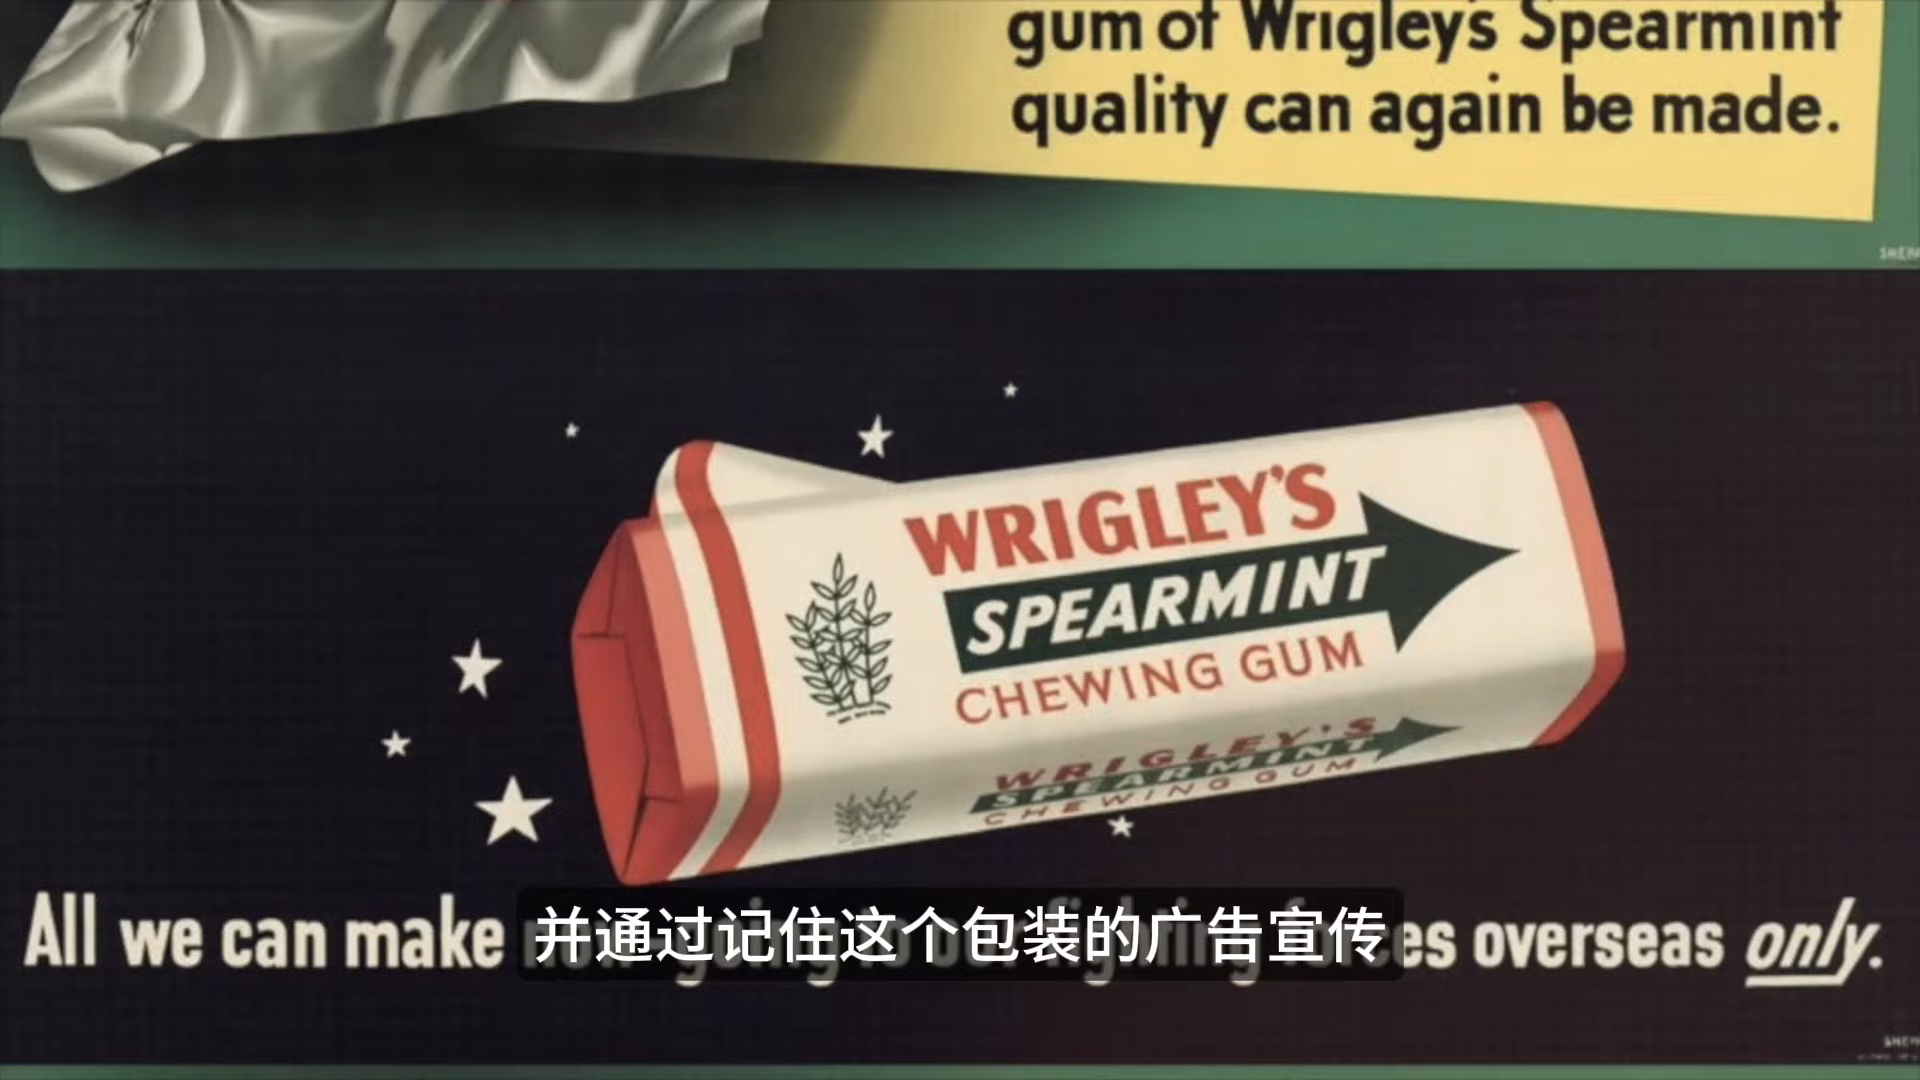 gum of Wrigley's Spearmint
quality can again be made.
WRIGLEY'S
SPEARMINT
CHEWING GUM
WRIGLEY'S
SPEARMINT
CHEWING GUM
All we can make overseas only.
并通过记住这个包装的广告宣传